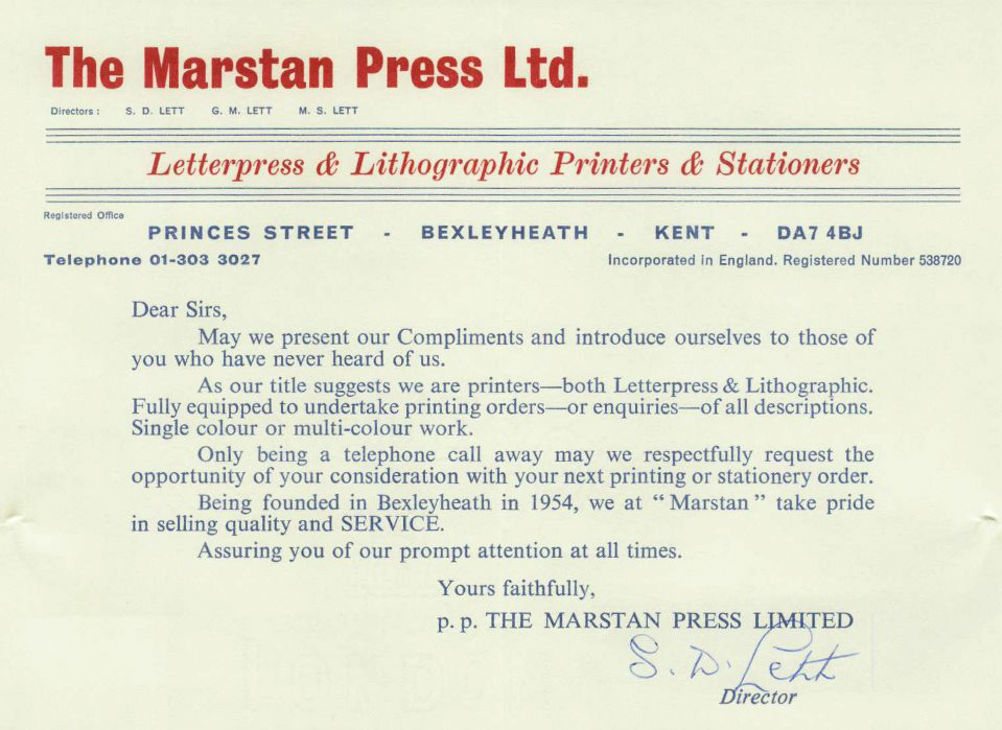 The Marstan Press Ltd.
Directors: S. D. LETT G. M. LETT M. S. LETT
Letterpress & Lithographic Printers & Stationers
Registered Office
PRINCES STREET - BEXLEYHEATH - KENT - DA7 4BJ
Telephone 01-303 3027 Incorporated in England. Registered Number 538720
Dear Sirs,
May we present our Compliments and introduce ourselves to those of
you who have never heard of us.
As our title suggests we are printers—both Letterpress & Lithographic.
Fully equipped to undertake printing orders—or enquiries—of all descriptions.
Single colour or multi-colour work.
Only being a telephone call away may we respectfully request the
opportunity of your consideration with your next printing or stationery order.
Being founded in Bexleyheath in 1954, we at “ Marstan ” take pride
in selling quality and SERVICE.
Assuring you of our prompt attention at all times.
Yours faithfully,
p. p. THE MARSTAN PRESS LIMITED
S. D. Lett
Director